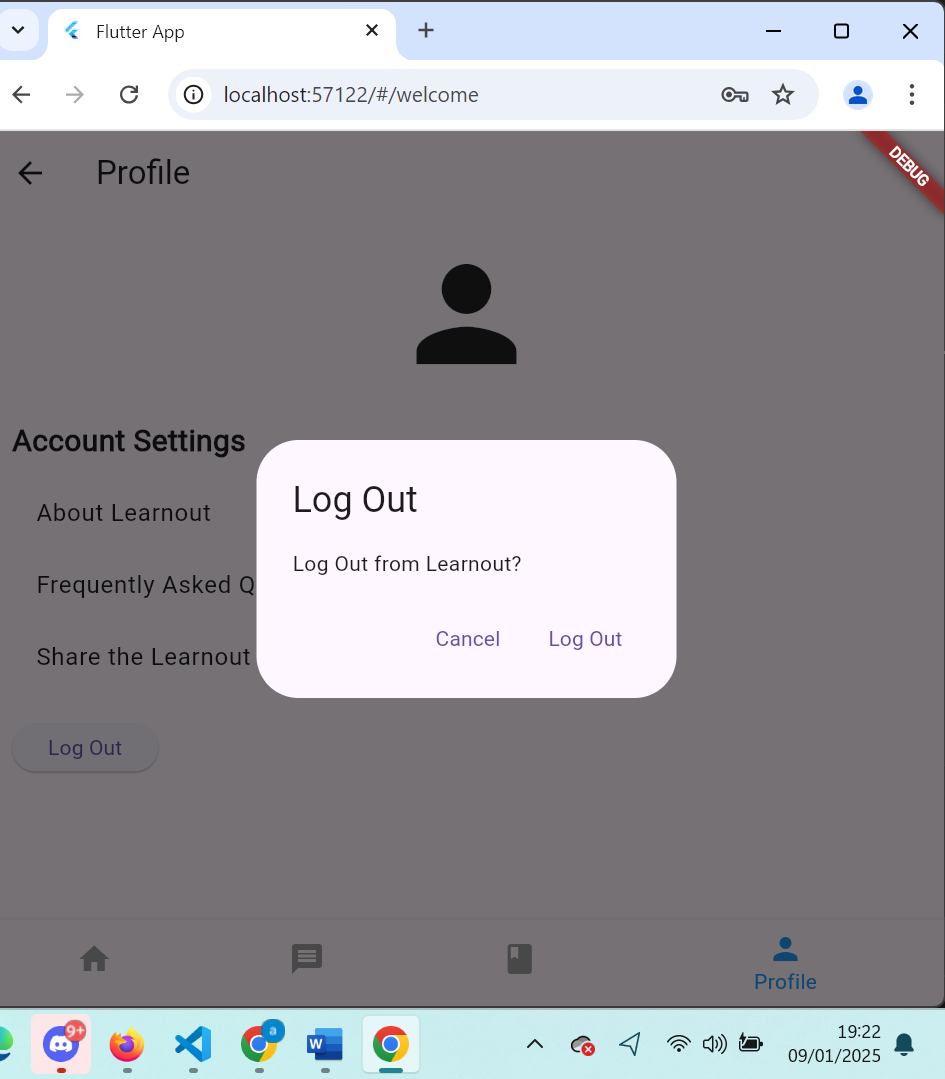 Flutter App
localhost:57122/#/welcome
Profile
DEBUG
Account Settings
About Learnout
Frequently Asked Q
Share the Learnout
Log Out
Log Out
Log Out from Learnout?
Cancel
Log Out
Profile
9+
a
W
19:22
09/01/2025